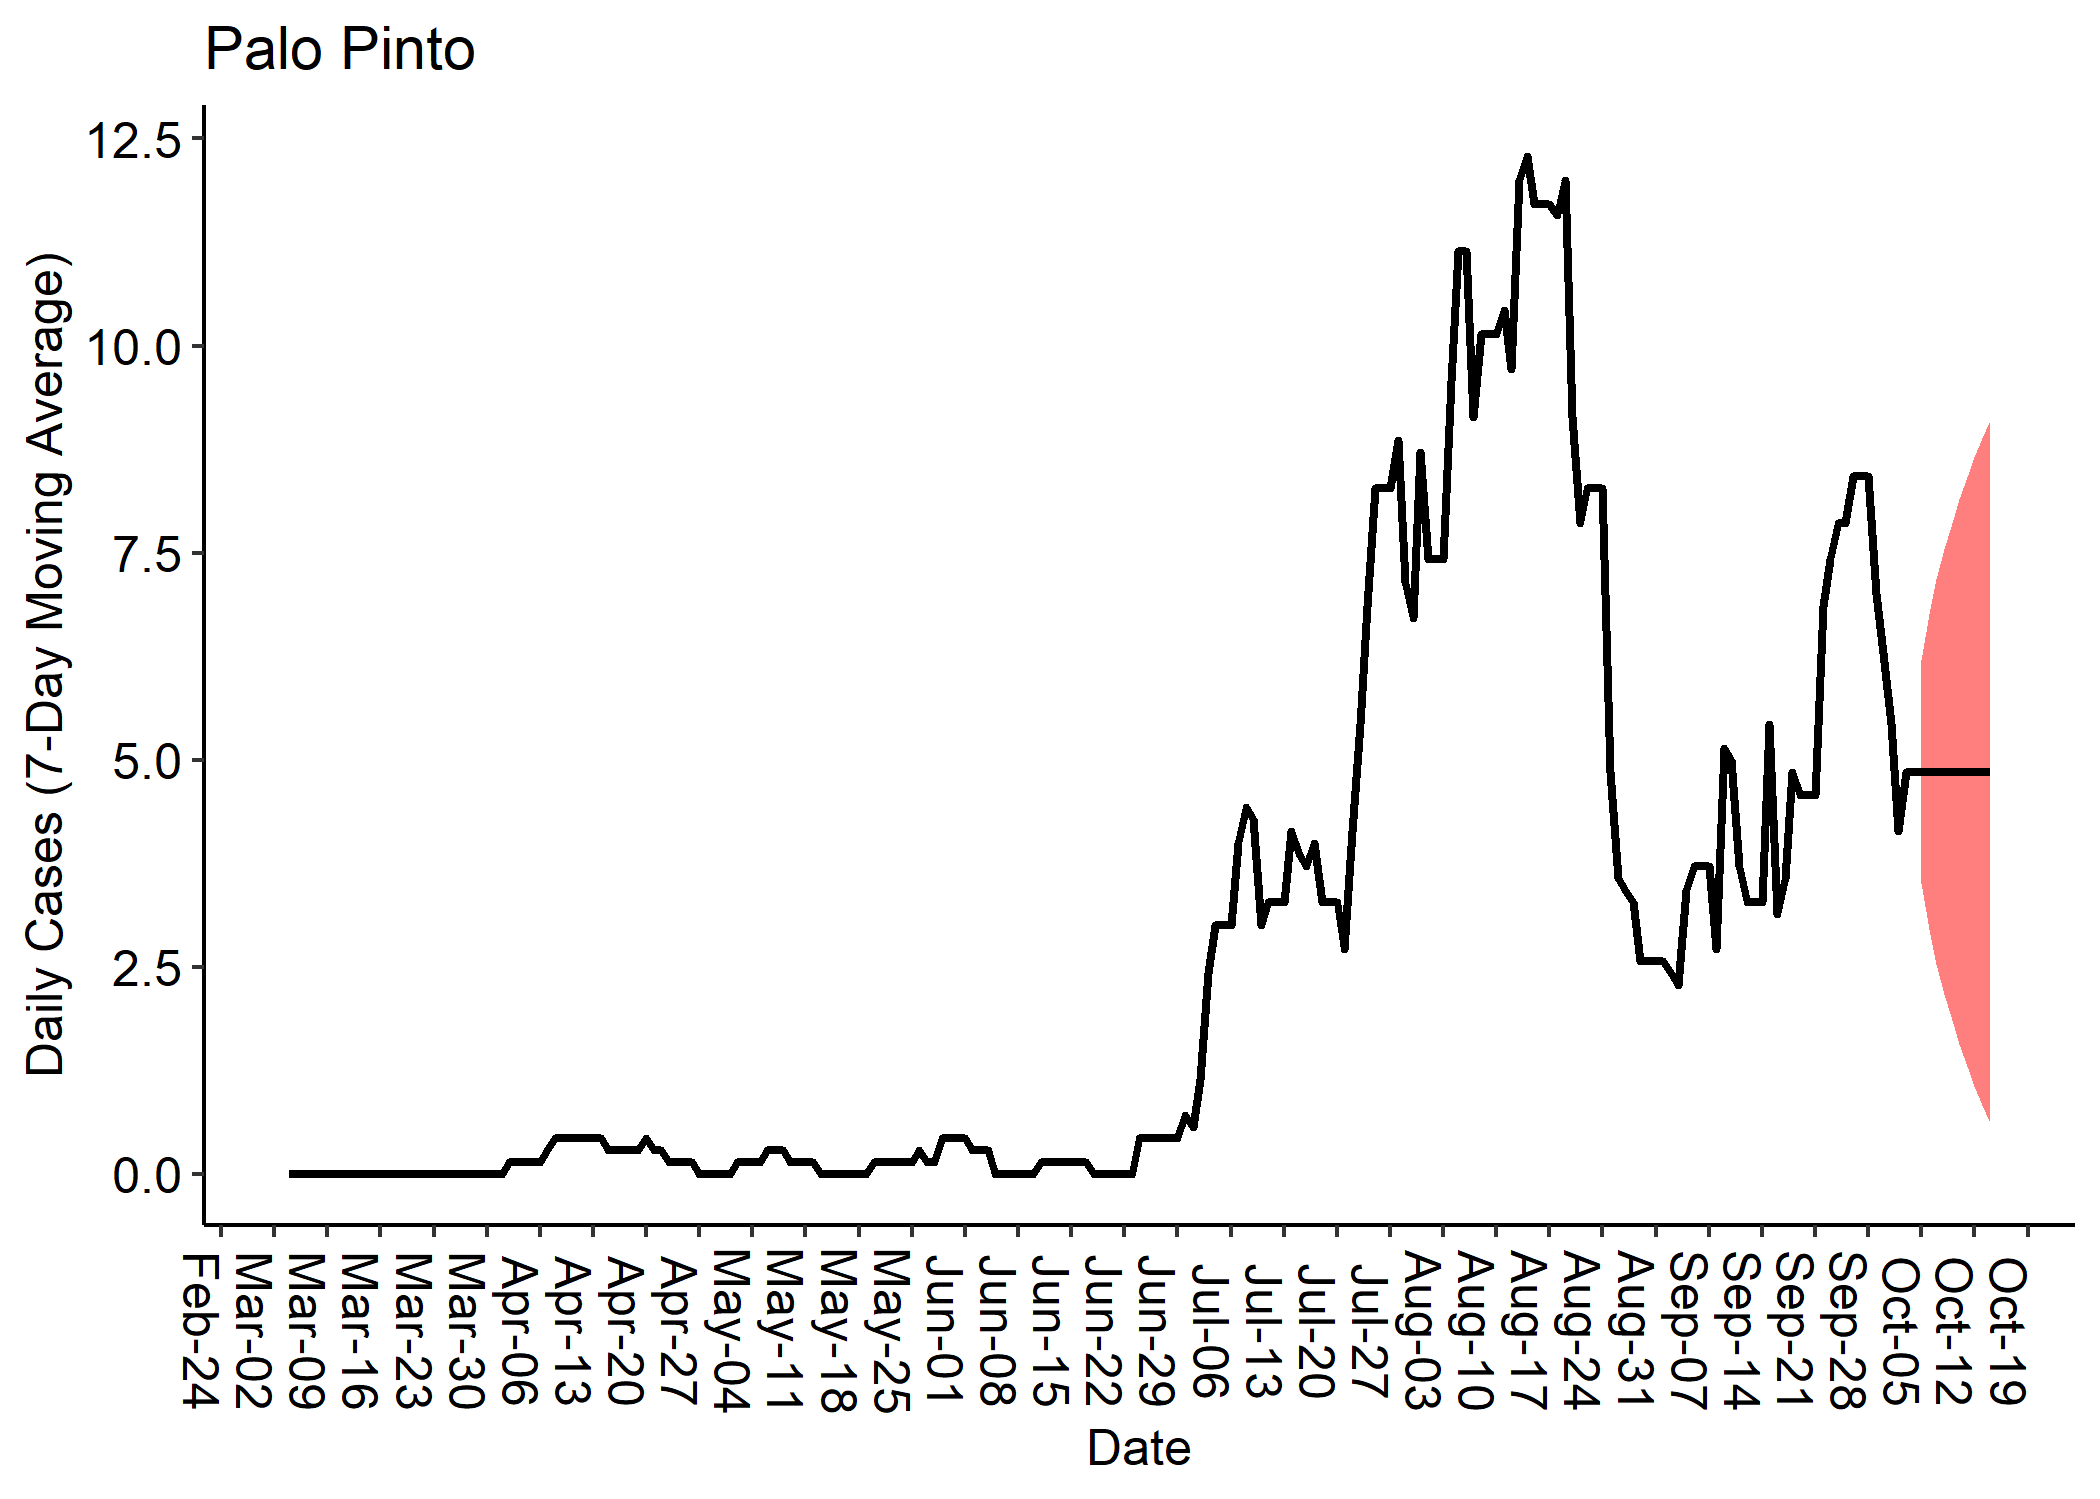 Palo Pinto
Daily Cases (7-Day Moving Average)
12.5
10.0
7.5
5.0
2.5
0.0
Feb-24
Mar-02
Mar-09
Mar-16
Mar-23
Mar-30
Apr-06
Apr-13
Apr-20
Apr-27
May-04
May-11
May-18
May-25
Jun-01
Jun-08
Jun-15
Jun-22
Jun-29
Jul-06
Jul-13
Jul-20
Jul-27
Aug-03
Aug-10
Aug-17
Aug-24
Aug-31
Sep-07
Sep-14
Sep-21
Sep-28
Oct-05
Oct-12
Oct-19
Date